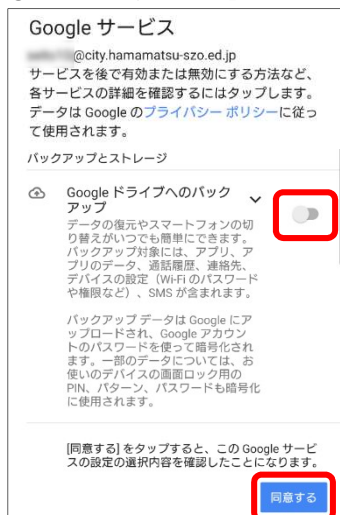 Google サービス
@city.hamamatsu-szo.ed.jp
サービスを後で有効または無効にする方法など、
各サービスの詳細を確認するにはタップします。
データは Google のプライバシー ポリシーに従っ
て使用されます。
バックアップとストレージ
Google ドライブへのバック
アップ
データの復元やスマートフォンの切
り替えがいつでも簡単にできます。
バックアップ対象には、アプリ、ア
プリのデータ、通話履歴、連絡先、
デバイスの設定（Wi-Fi のパスワード
や権限など）、SMS が含まれます。
バックアップ データは Google にア
ップロードされ、Google アカウン
トのパスワードを使って暗号化され
ます。一部のデータについては、お
使いのデバイスの画面ロック用の
PIN、パターン、パスワードも暗号化
に使用されます。
[同意する] をタップすると、この Google サービ
スの設定の選択内容を確認したことになります。
同意する